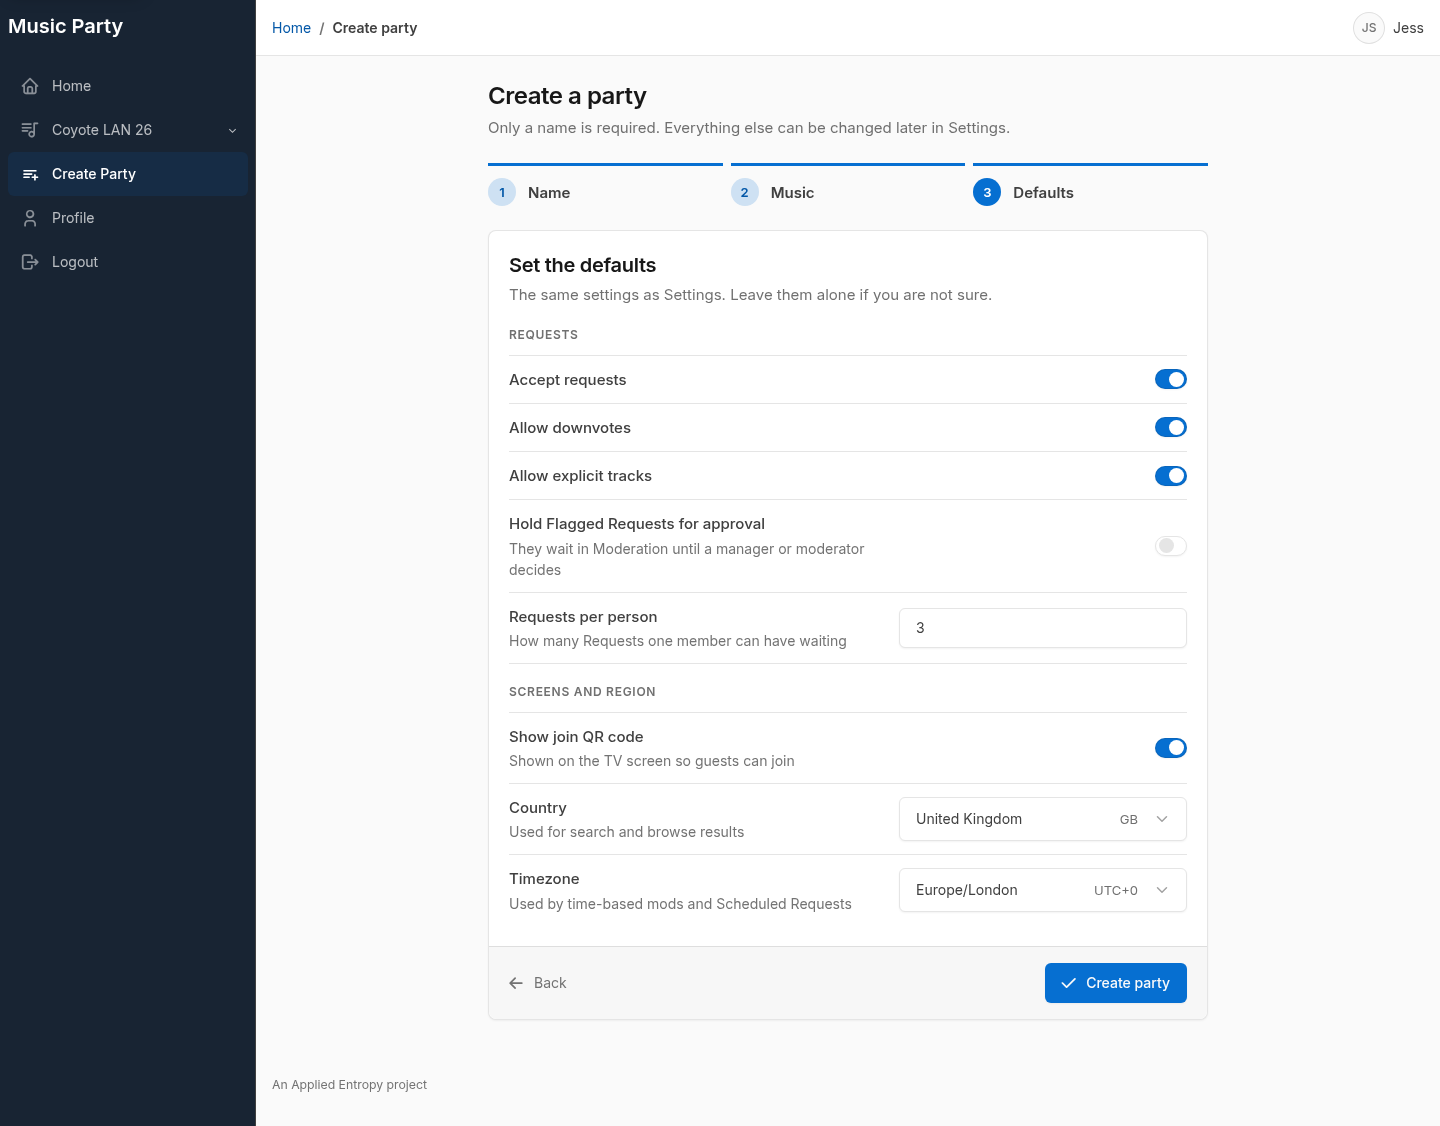 Music Party
Home / Create party
JS Jess
Home
Coyote LAN 26
Create Party
Profile
Logout
Create a party
Only a name is required. Everything else can be changed later in Settings.
1 Name
2 Music
3 Defaults
Set the defaults
The same settings as Settings. Leave them alone if you are not sure.
REQUESTS
Accept requests
Allow downvotes
Allow explicit tracks
Hold Flagged Requests for approval
They wait in Moderation until a manager or moderator
decides
Requests per person
How many Requests one member can have waiting
3
SCREENS AND REGION
Show join QR code
Shown on the TV screen so guests can join
Country
Used for search and browse results
United Kingdom GB
Timezone
Used by time-based mods and Scheduled Requests
Europe/London UTC+0
Back
Create party
An Applied Entropy project